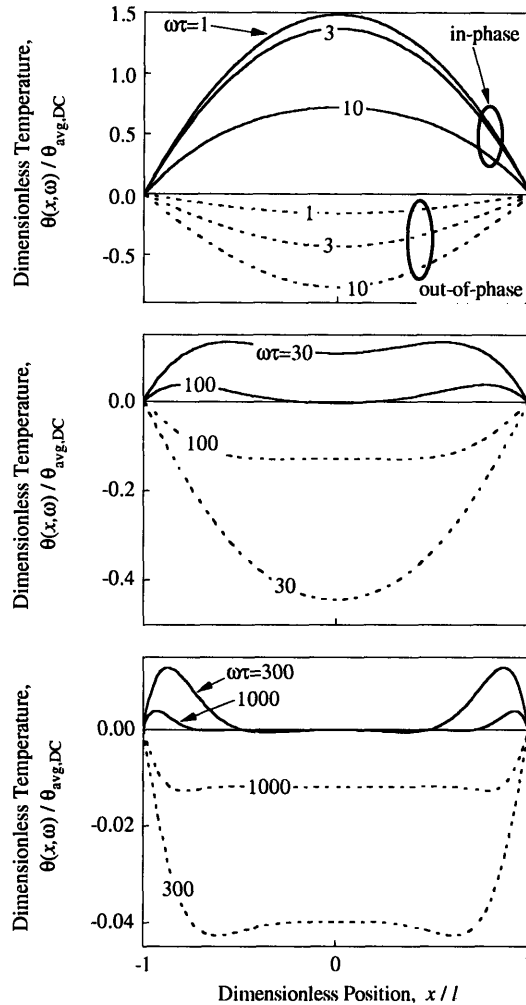 Dimensionless Temperature,
θ(x,ω) / θavg,DC
1.5
1.0
0.5
0.0
-0.5
ωτ=1
3
10
in-phase
1
3
10
out-of-phase
Dimensionless Temperature,
θ(x,ω) / θavg,DC
0.0
-0.2
-0.4
ωτ=30
100
100
30
Dimensionless Temperature,
θ(x,ω) / θavg,DC
0.00
-0.02
-0.04
ωτ=300
1000
1000
300
-1
0
Dimensionless Position, x / l